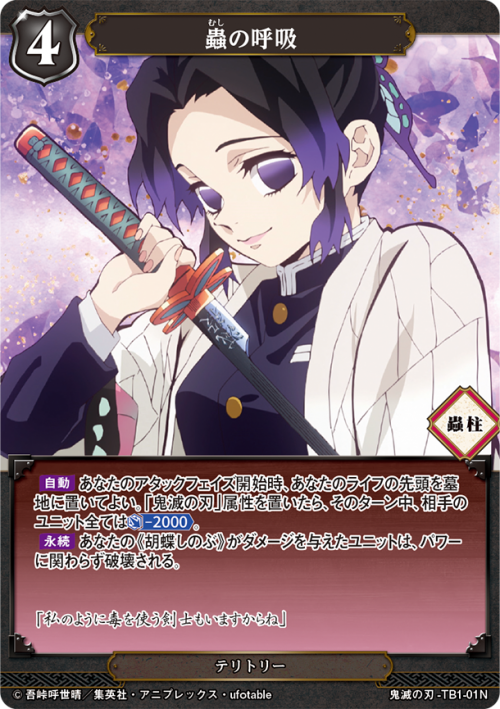 4
むし
蟲の呼吸
蟲柱
自動 あなたのアタックフェイズ開始時、あなたのライフの先頭を墓
地に置いてよい。「鬼滅の刃」属性を置いたら、そのターン中、相手の
ユニット全ては -2000 。
永続 あなたの《胡蝶しのぶ》がダメージを与えたユニットは、パワー
に関わらず破壊される。
「私のように毒を使う剣士もいますからね」
テリトリー
© 吾峠呼世晴／集英社・アニプレックス・ufotable
鬼滅の刃 -TB1-01N